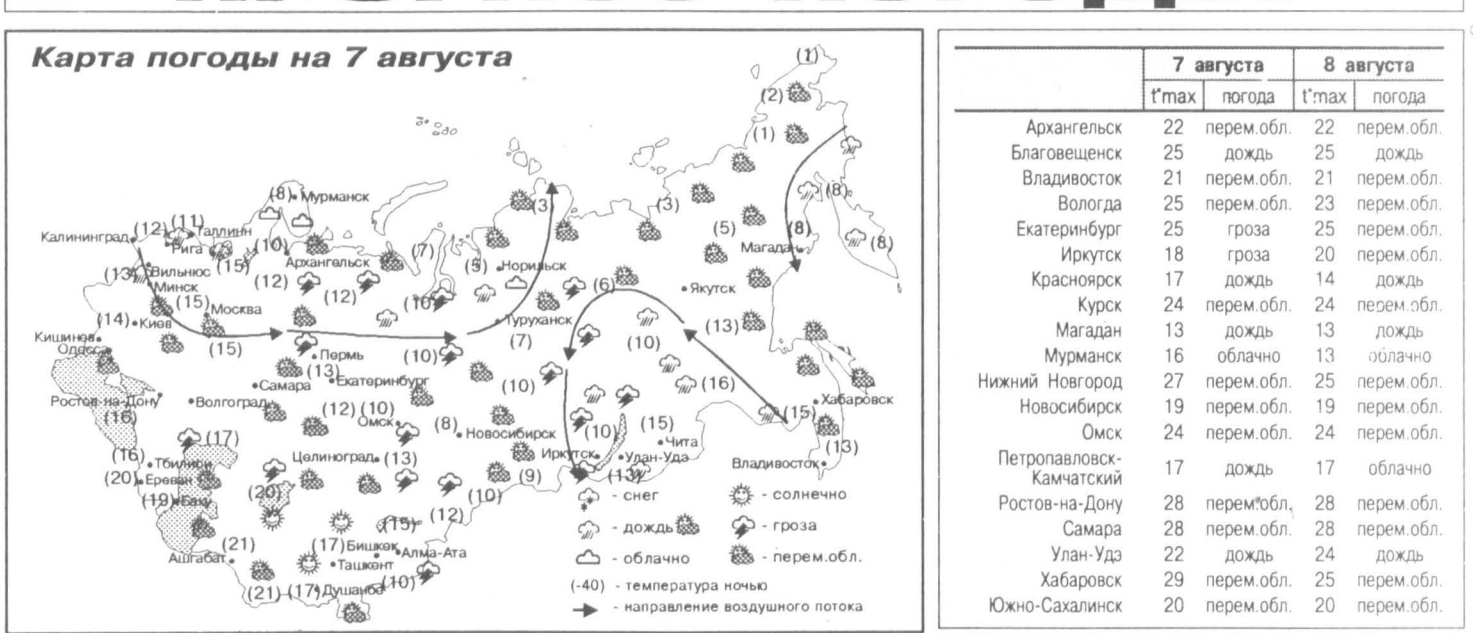 Карта погоды на 7 августа
(1)
(2)
(1)
(8) Мурманск
(3)
(3)
(8)
(5)
(8)
Магадан
(8)
(11)
(12)
Таллинн
Калининград
Рига
(10)
(15)
Архангельск
(7)
(5)
Норильск
(13)
Вильнюс
Минск
(12)
(12)
(10)
(6)
Якутск
(15)
Москва
(14)
Киев
Туруханск
(7)
(13)
Кишинев
Одесса
(15)
Пермь
(10)
(10)
(13)
Екатеринбург
Самара
(10)
(16)
Ростов-на-Дону
Волгоград
(12) (10)
Хабаровск
(16)
Омск
(8)
Новосибирск
(15)
(15)
(17)
(10)
Чита
(13)
(16)
Тбилиси
Целиноград
(13)
Иркутск
Улан-Удэ
Владивосток
(20)
Ереван
(20)
(9)
(13)
(19)
Баку
(10)
(12)
(15)
(21)
(17)
Бишкек
Алма-Ата
Ашгабат
Ташкент
(21)
(17)
Душанбе
(10)
- снег
- солнечно
- дождь
- гроза
- облачно
- перем.обл.
(-40) - температура ночью
- направление воздушного потока
7 августа 8 августа
t°max погода t°max погода
Архангельск 22 перем.обл. 22 перем.обл.
Благовещенск 25 дождь 25 дождь
Владивосток 21 перем.обл. 21 перем.обл.
Вологда 25 перем.обл. 23 перем.обл.
Екатеринбург 25 гроза 25 перем.обл.
Иркутск 18 гроза 20 перем.обл.
Красноярск 17 дождь 14 дождь
Курск 24 перем.обл. 24 перем.обл.
Магадан 13 дождь 13 дождь
Мурманск 16 облачно 13 облачно
Нижний Новгород 27 перем.обл. 25 перем.обл.
Новосибирск 19 перем.обл. 19 перем.обл.
Омск 24 перем.обл. 24 перем.обл.
Петропавловск-
Камчатский 17 дождь 17 облачно
Ростов-на-Дону 28 перем.обл. 28 перем.обл.
Самара 28 перем.обл. 28 перем.обл.
Улан-Удэ 22 дождь 24 дождь
Хабаровск 29 перем.обл. 25 перем.обл.
Южно-Сахалинск 20 перем.обл. 20 перем.обл.